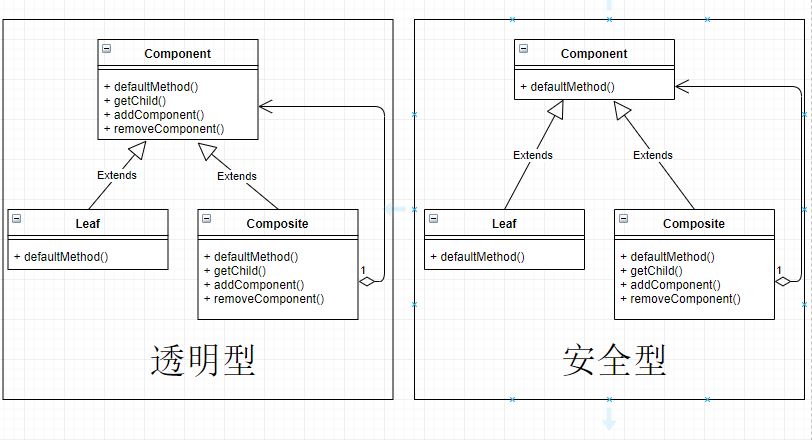 Component
+ defaultMethod()
+ getChild()
+ addComponent()
+ removeComponent()
Extends
Extends
Leaf
+ defaultMethod()
Composite
+ defaultMethod()
+ getChild()
+ addComponent()
+ removeComponent()
1
透明型
Component
+ defaultMethod()
Extends
Extends
Leaf
+ defaultMethod()
Composite
+ defaultMethod()
+ getChild()
+ addComponent()
+ removeComponent()
1
安全型